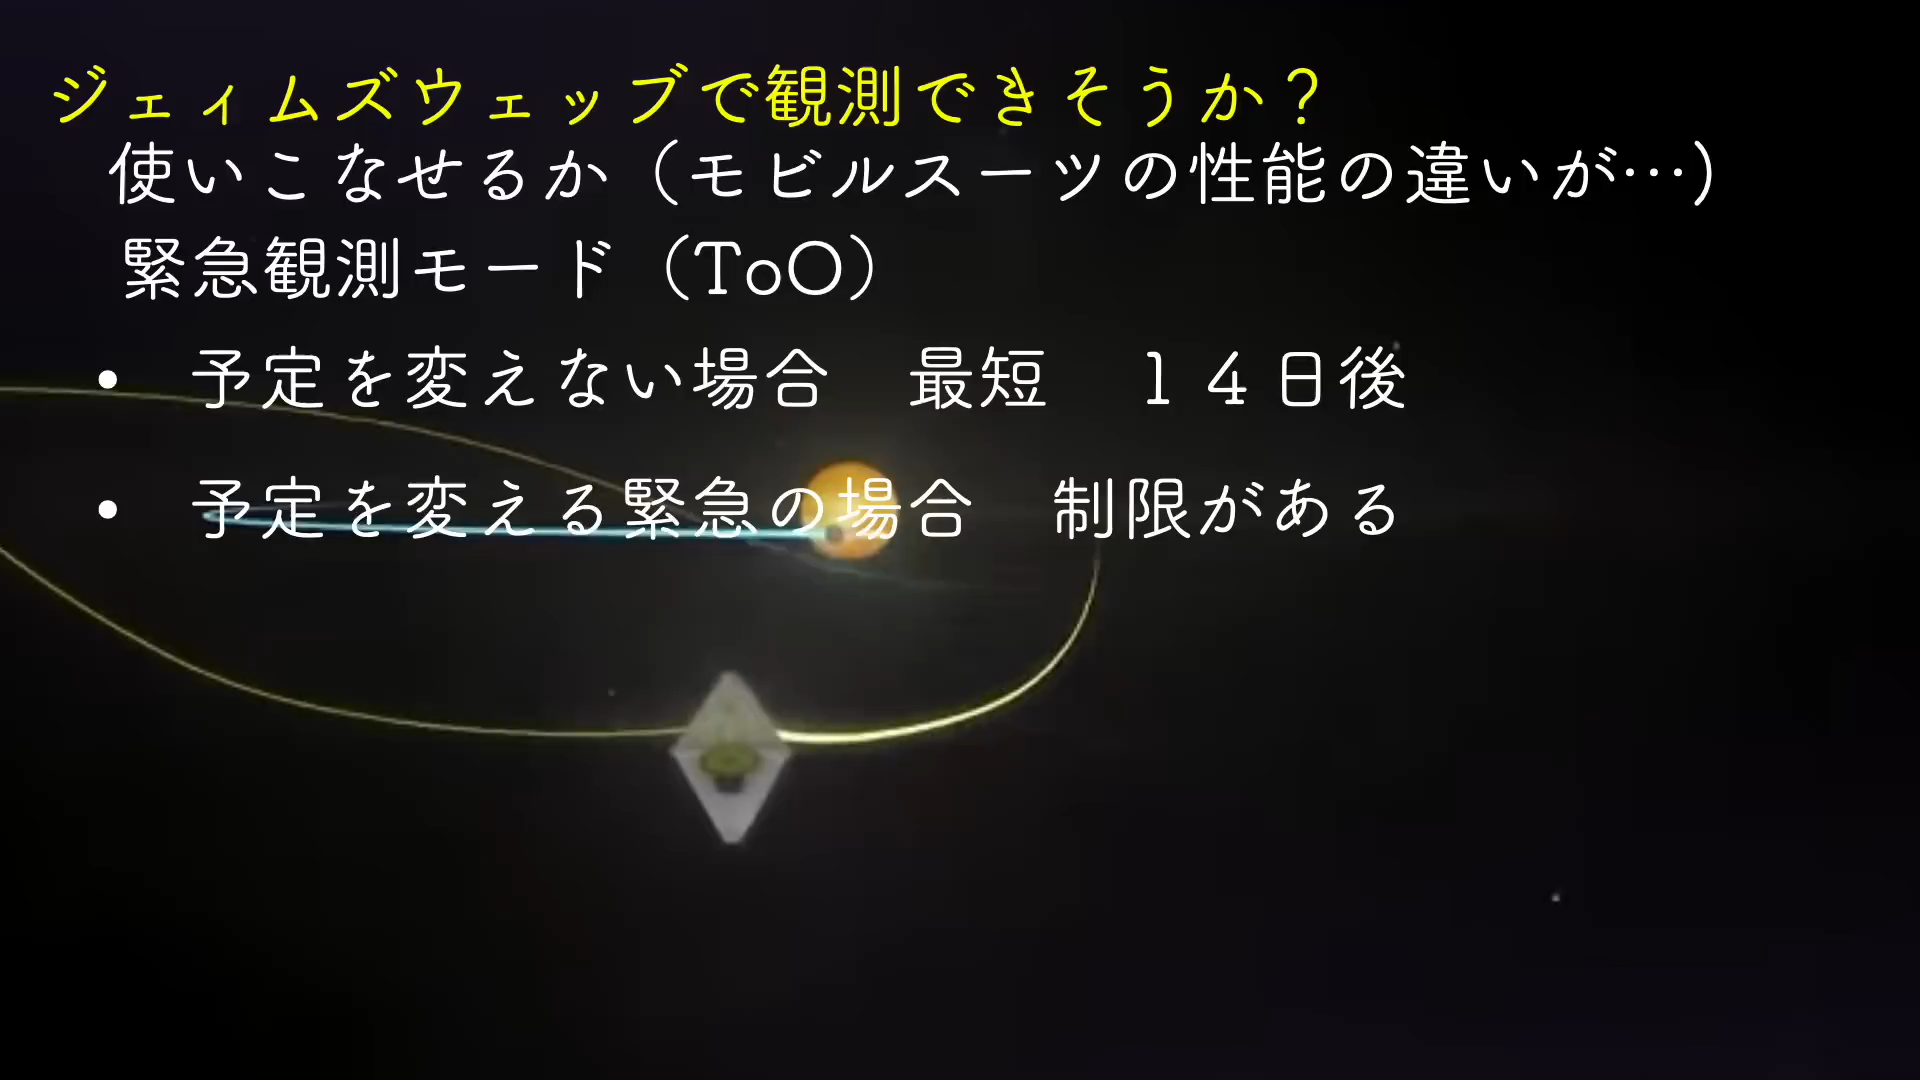 ジェィムズウェッブで観測できそうか？
使いこなせるか（モビルスーツの性能の違いが…）
緊急観測モード（ToO）
• 予定を変えない場合　最短　１４日後
• 予定を変える緊急の場合　制限がある